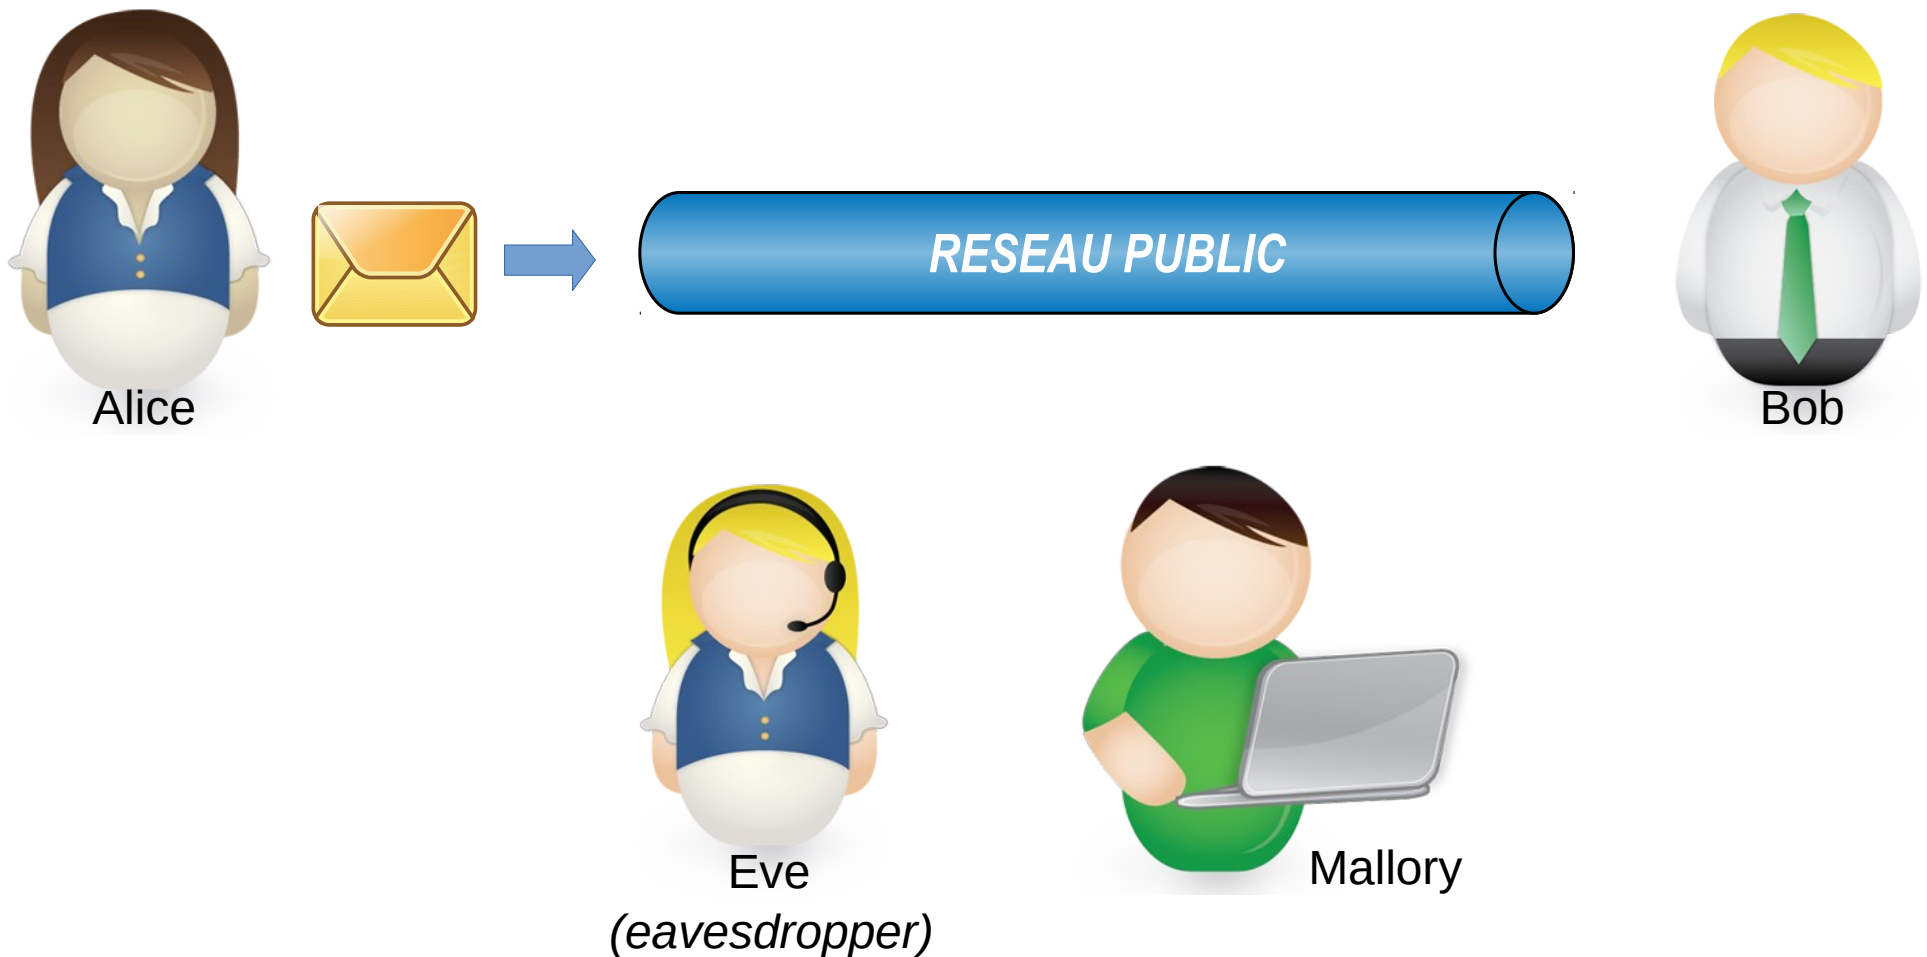 RESEAU PUBLIC
Alice
Bob
Eve
(eavesdropper)
Mallory